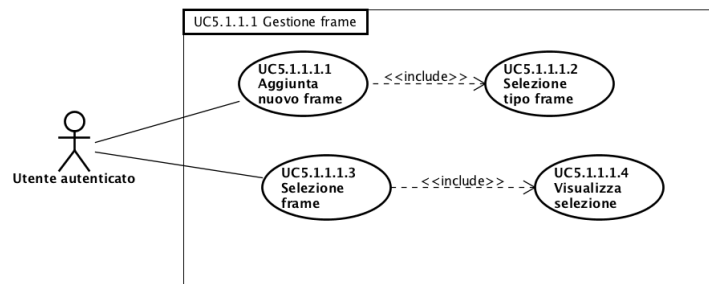 UC5.1.1.1 Gestione frame
UC5.1.1.1.1
Aggiunta
nuovo frame
<<include>>
UC5.1.1.1.2
Selezione
tipo frame
Utente autenticato
UC5.1.1.1.3
Selezione
frame
<<include>>
UC5.1.1.1.4
Visualizza
selezione